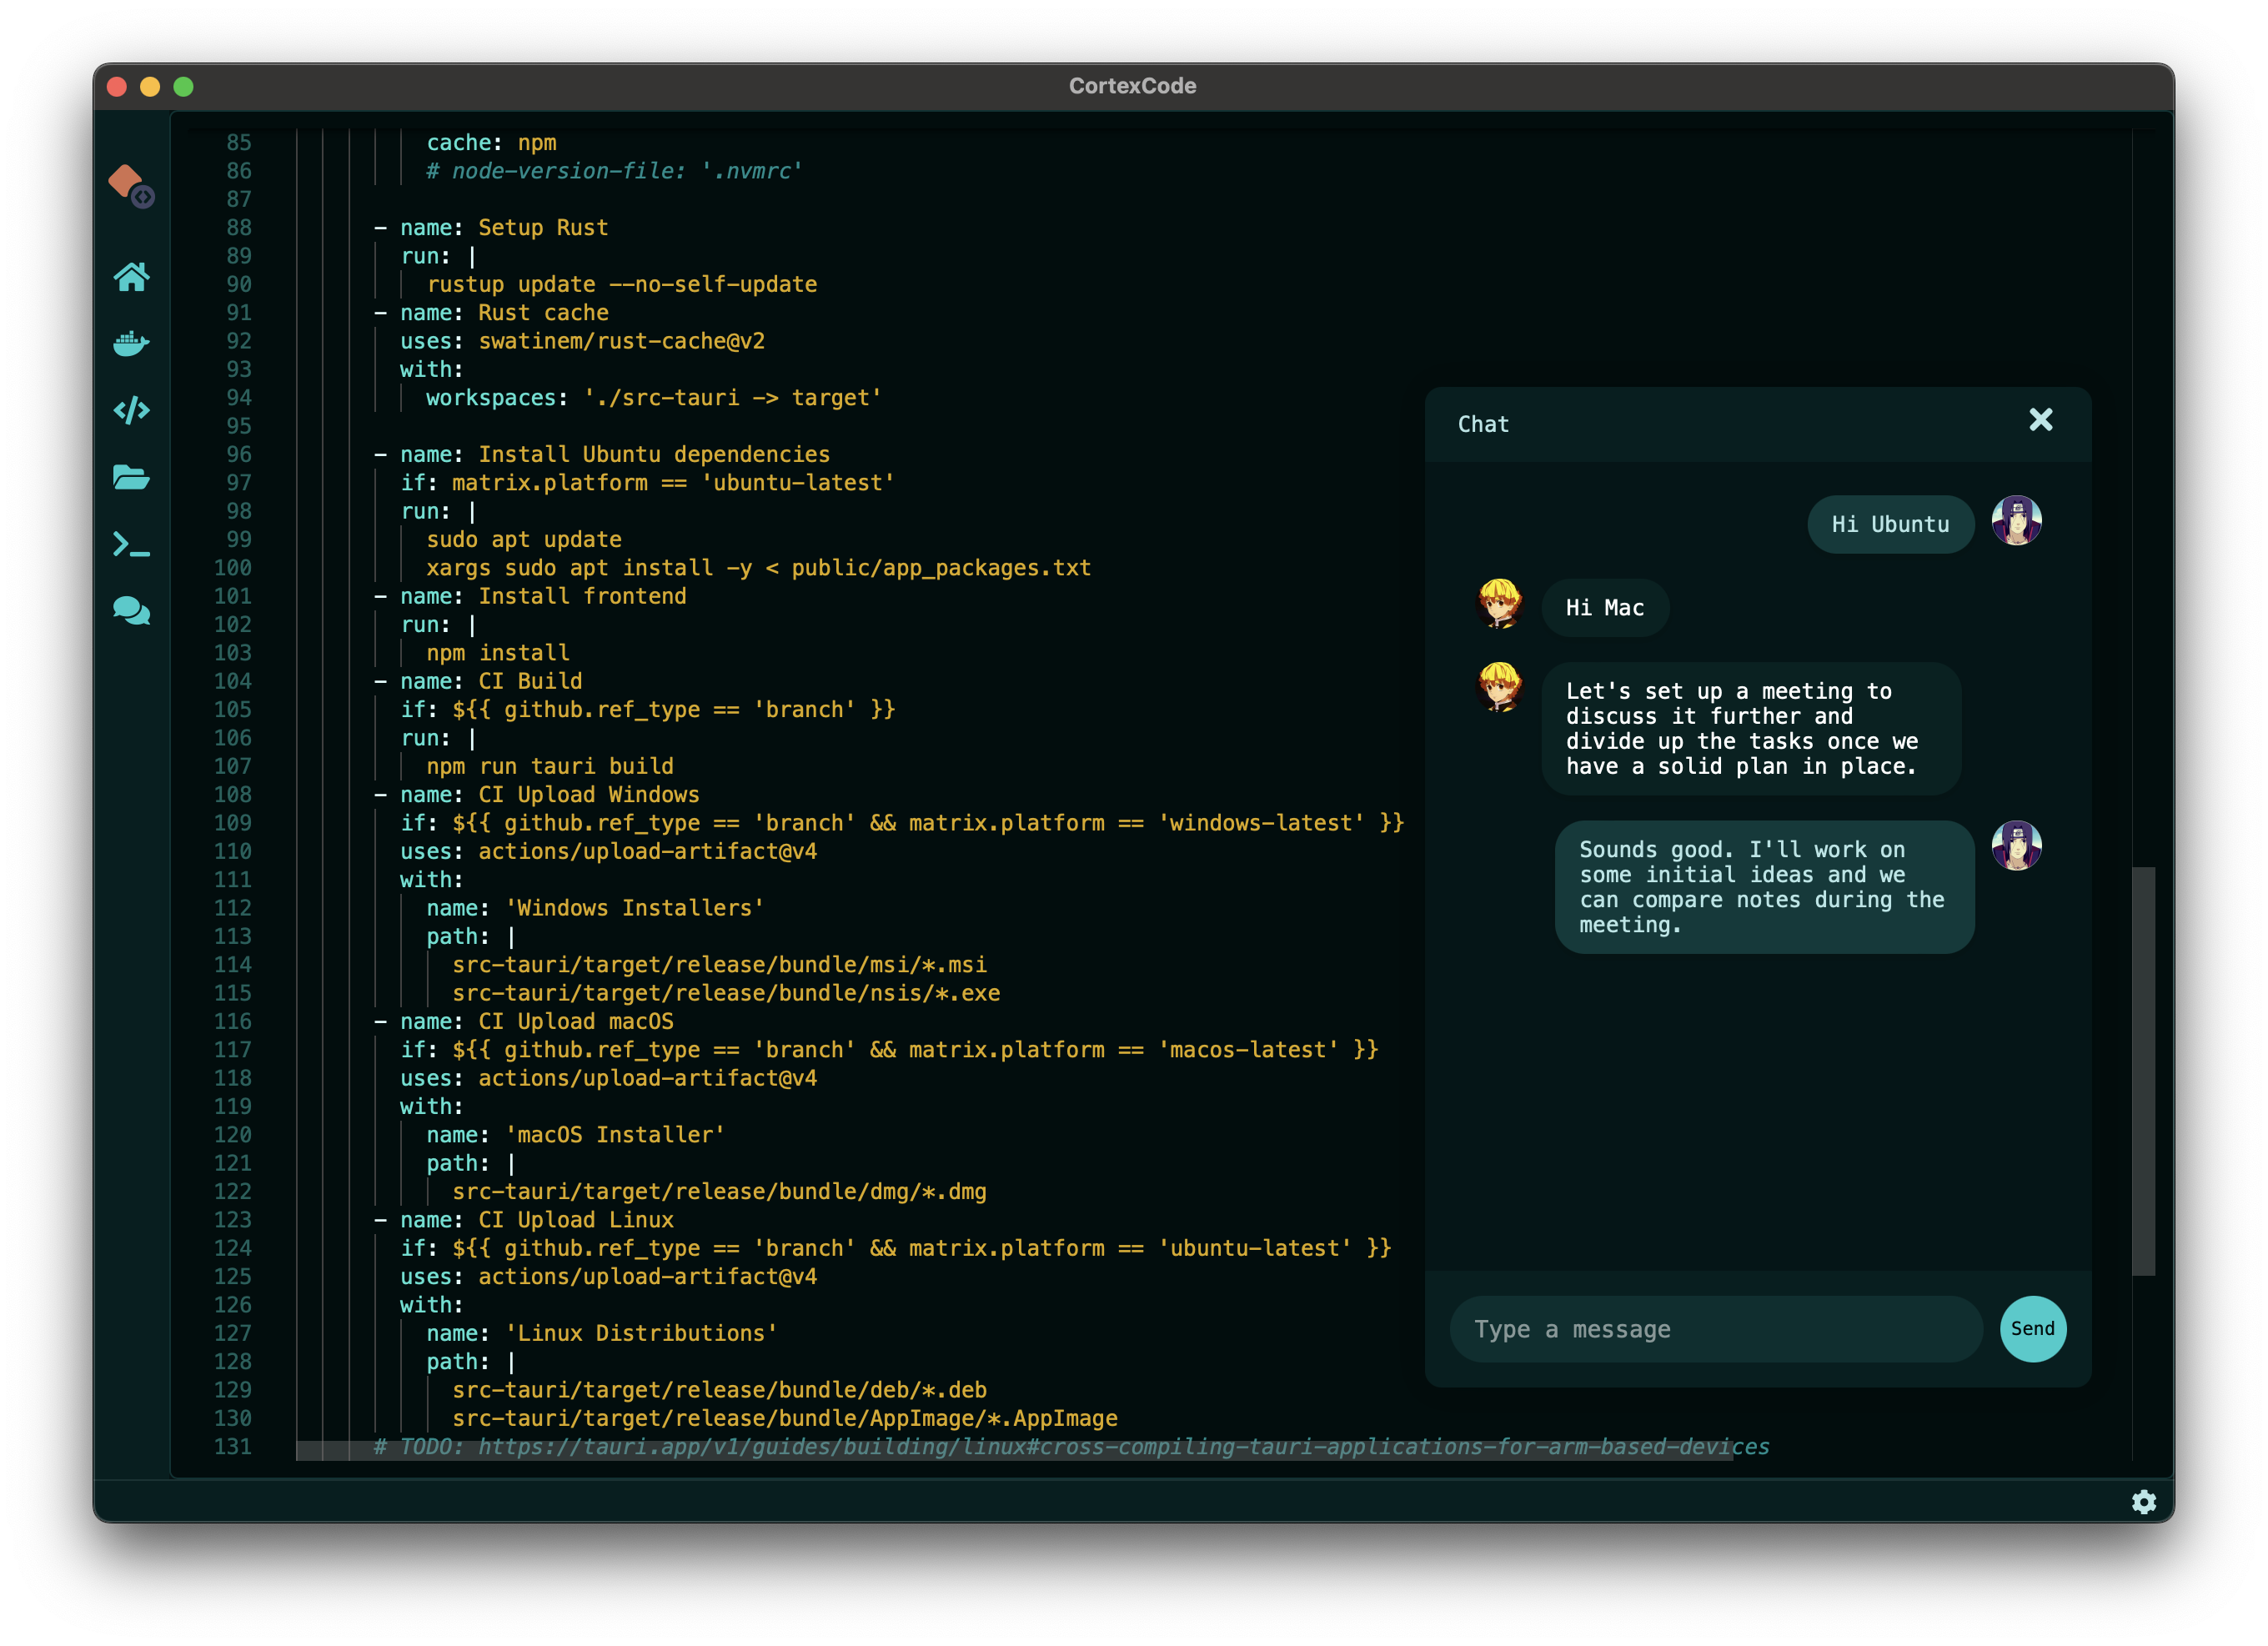 CortexCode
85 cache: npm
86 # node-version-file: '.nvmrc'
87
88 - name: Setup Rust
89 run: |
90 rustup update --no-self-update
91 - name: Rust cache
92 uses: swatinem/rust-cache@v2
93 with:
94 workspaces: './src-tauri -> target'
95
96 - name: Install Ubuntu dependencies
97 if: matrix.platform == 'ubuntu-latest'
98 run: |
99 sudo apt update
100 xargs sudo apt install -y < public/app_packages.txt
101 - name: Install frontend
102 run: |
103 npm install
104 - name: CI Build
105 if: ${{ github.ref_type == 'branch' }}
106 run: |
107 npm run tauri build
108 - name: CI Upload Windows
109 if: ${{ github.ref_type == 'branch' && matrix.platform == 'windows-latest' }}
110 uses: actions/upload-artifact@v4
111 with:
112 name: 'Windows Installers'
113 path: |
114 src-tauri/target/release/bundle/msi/*.msi
115 src-tauri/target/release/bundle/nsis/*.exe
116 - name: CI Upload macOS
117 if: ${{ github.ref_type == 'branch' && matrix.platform == 'macos-latest' }}
118 uses: actions/upload-artifact@v4
119 with:
120 name: 'macOS Installer'
121 path: |
122 src-tauri/target/release/bundle/dmg/*.dmg
123 - name: CI Upload Linux
124 if: ${{ github.ref_type == 'branch' && matrix.platform == 'ubuntu-latest' }}
125 uses: actions/upload-artifact@v4
126 with:
127 name: 'Linux Distributions'
128 path: |
129 src-tauri/target/release/bundle/deb/*.deb
130 src-tauri/target/release/bundle/AppImage/*.AppImage
131 # TODO: https://tauri.app/v1/guides/building/linux#cross-compiling-tauri-applications-for-arm-based-devices
Chat
Hi Ubuntu
Hi Mac
Let's set up a meeting to
discuss it further and
divide up the tasks once we
have a solid plan in place.
Sounds good. I'll work on
some initial ideas and we
can compare notes during the
meeting.
Type a message
Send